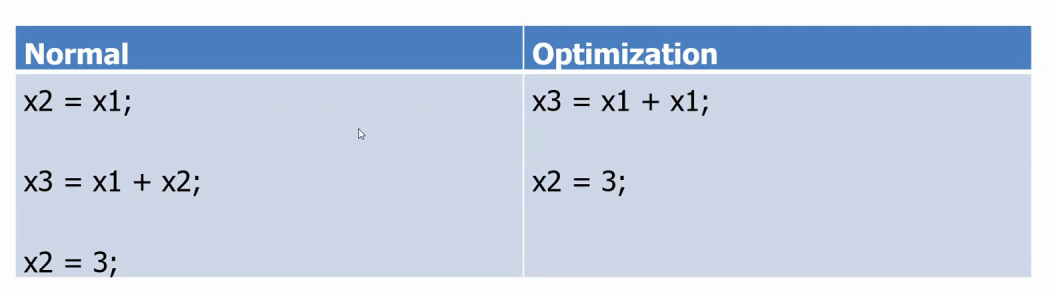 Normal
Optimization
x2 = x1;
x3 = x1 + x2;
x2 = 3;
x3 = x1 + x1;
x2 = 3;